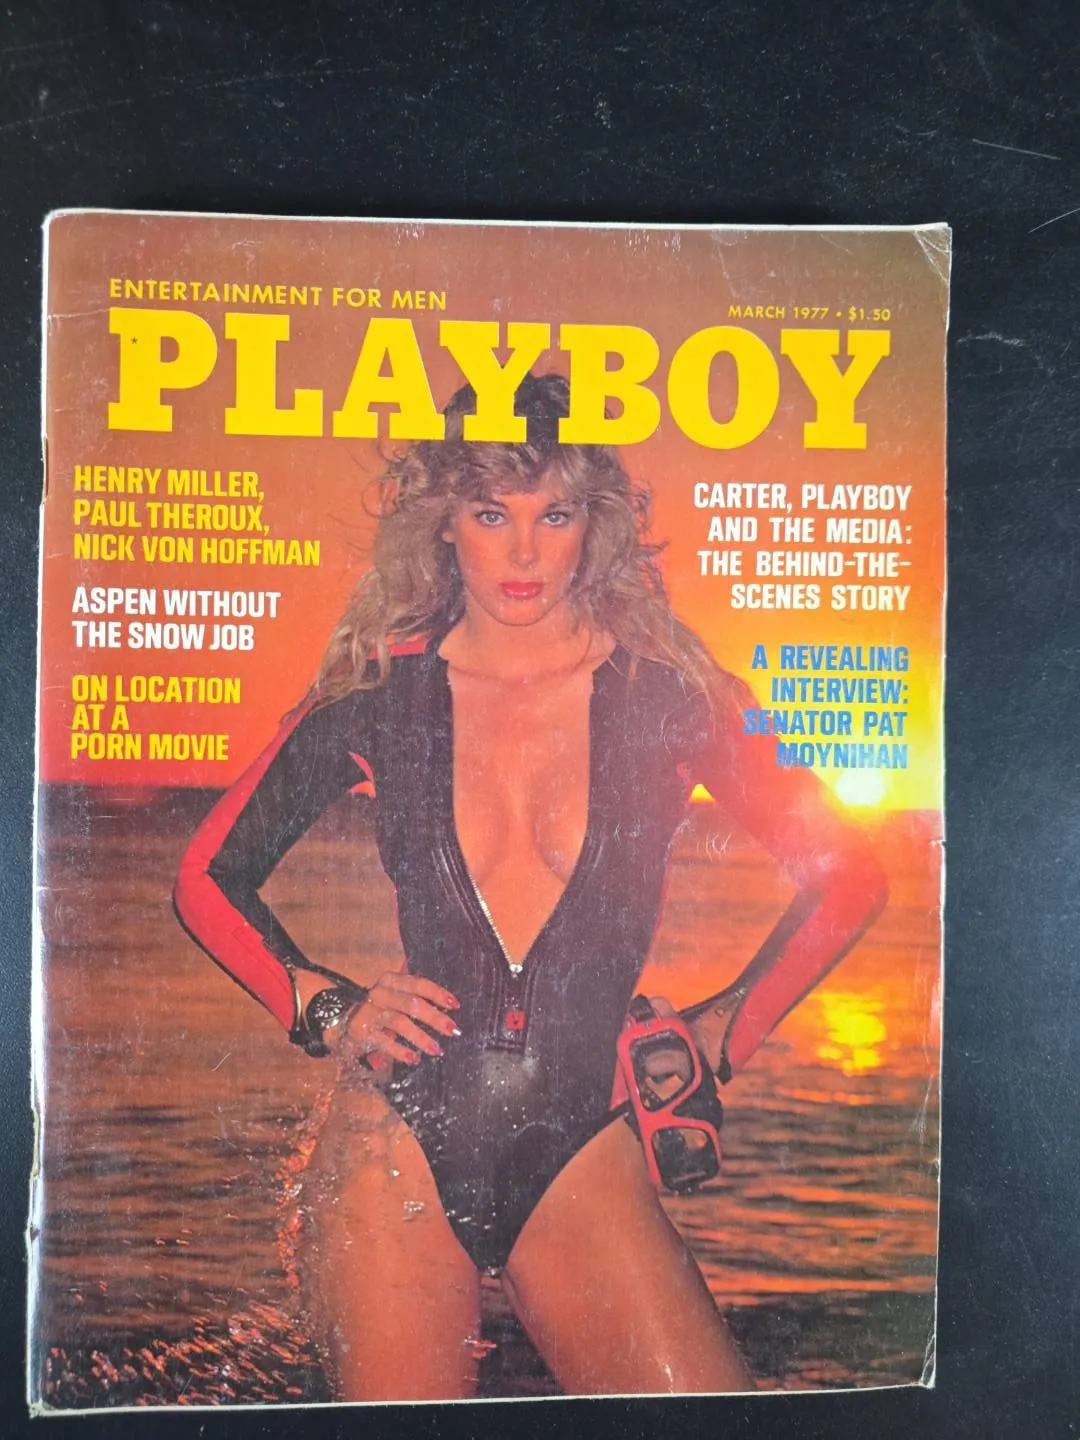 ENTERTAINMENT FOR MEN
MARCH 1977 • $1.50
PLAYBOY
HENRY MILLER,
PAUL THEROUX,
NICK VON HOFFMAN
ASPEN WITHOUT
THE SNOW JOB
ON LOCATION
AT A
PORN MOVIE
CARTER, PLAYBOY
AND THE MEDIA:
THE BEHIND-THE-
SCENES STORY
A REVEALING
INTERVIEW:
SENATOR PAT
MOYNIHAN